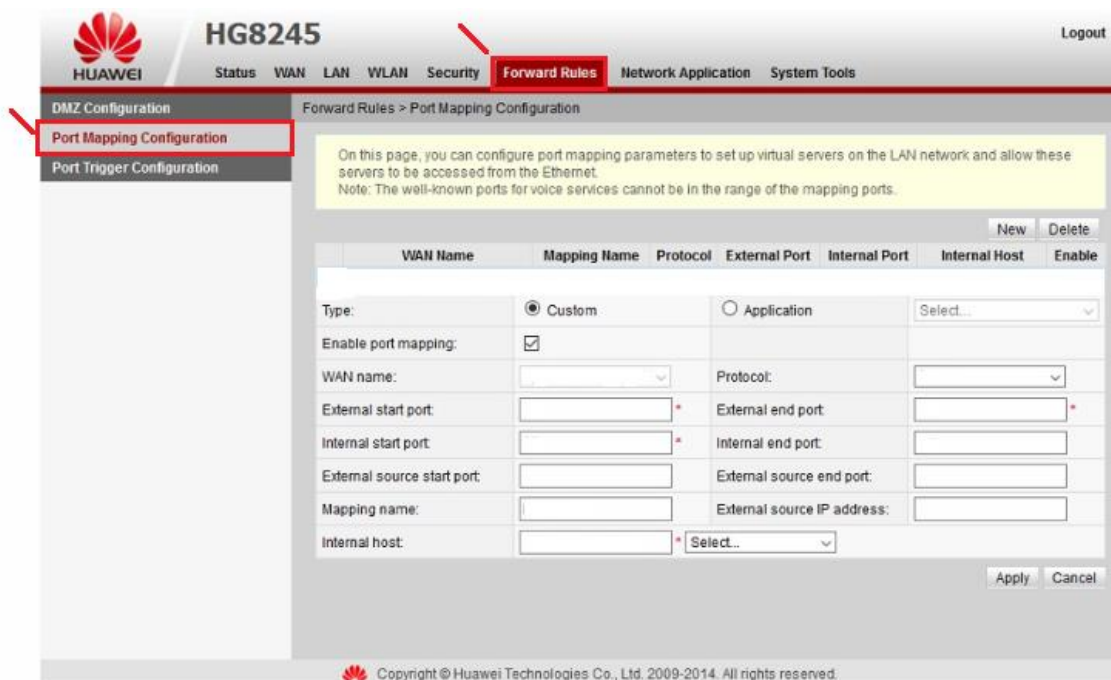 HG8245
Logout
HUAWEI
Status WAN LAN WLAN Security Forward Rules Network Application System Tools
DMZ Configuration
Forward Rules > Port Mapping Configuration
Port Mapping Configuration
Port Trigger Configuration
On this page, you can configure port mapping parameters to set up virtual servers on the LAN network and allow these
servers to be accessed from the Ethernet.
Note: The well-known ports for voice services cannot be in the range of the mapping ports.
New Delete
WAN Name Mapping Name Protocol External Port Internal Port Internal Host Enable
Type: Custom Application Select...
Enable port mapping:
WAN name: Protocol:
External start port: * External end port: *
Internal start port: * Internal end port:
External source start port: External source end port:
Mapping name: External source IP address:
Internal host: * Select...
Apply Cancel
Copyright © Huawei Technologies Co., Ltd. 2009-2014. All rights reserved.